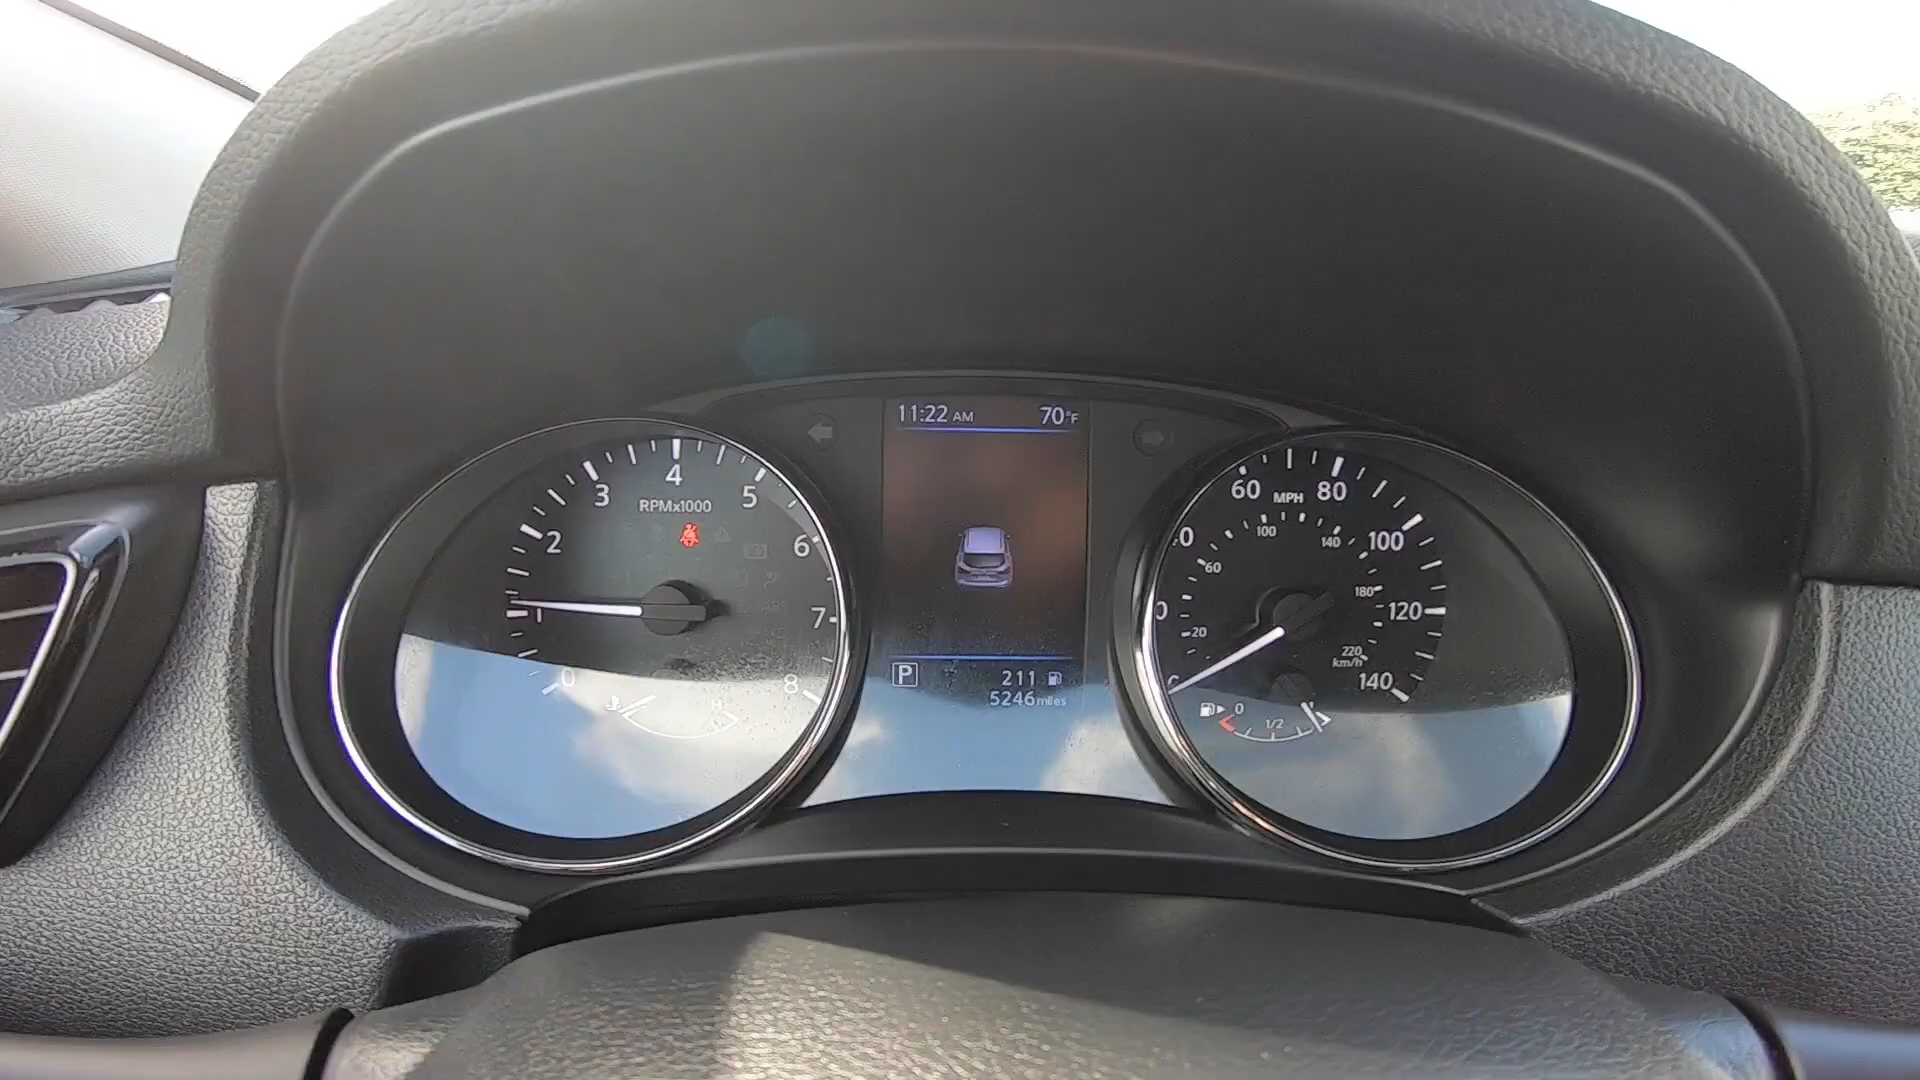 11:22 AM 70°F
4
3 5
RPMx1000
2 6
1 7
0 8
H
P 211
5246 miles
60 MPH 80
0 100 140 100
60
180
0 120
20
220
km/h
140
0
1/2